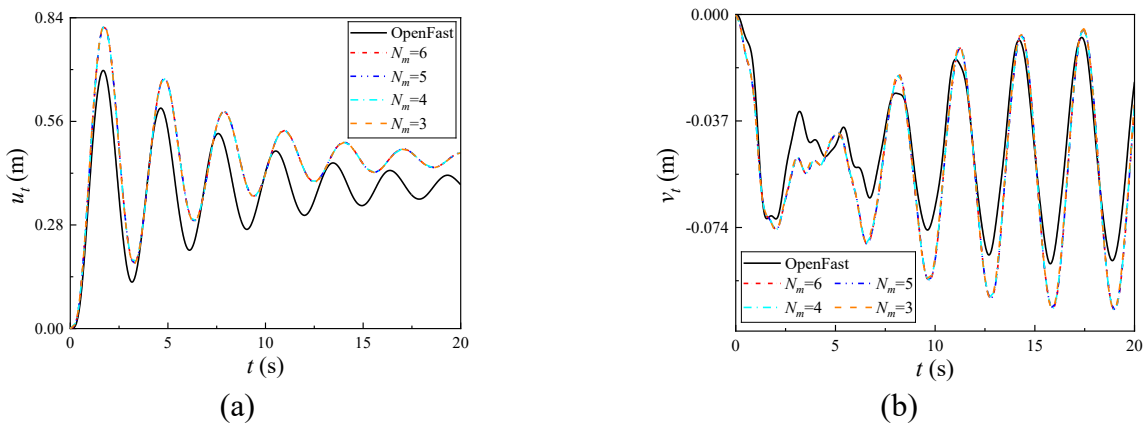 0.84
0.56
0.28
0.00
u_t (m)
OpenFast
N_m=6
N_m=5
N_m=4
N_m=3
0 5 10 15 20
t (s)
(a)
0.000
-0.037
-0.074
v_t (m)
OpenFast
N_m=6 N_m=5
N_m=4 N_m=3
0 5 10 15 20
t (s)
(b)